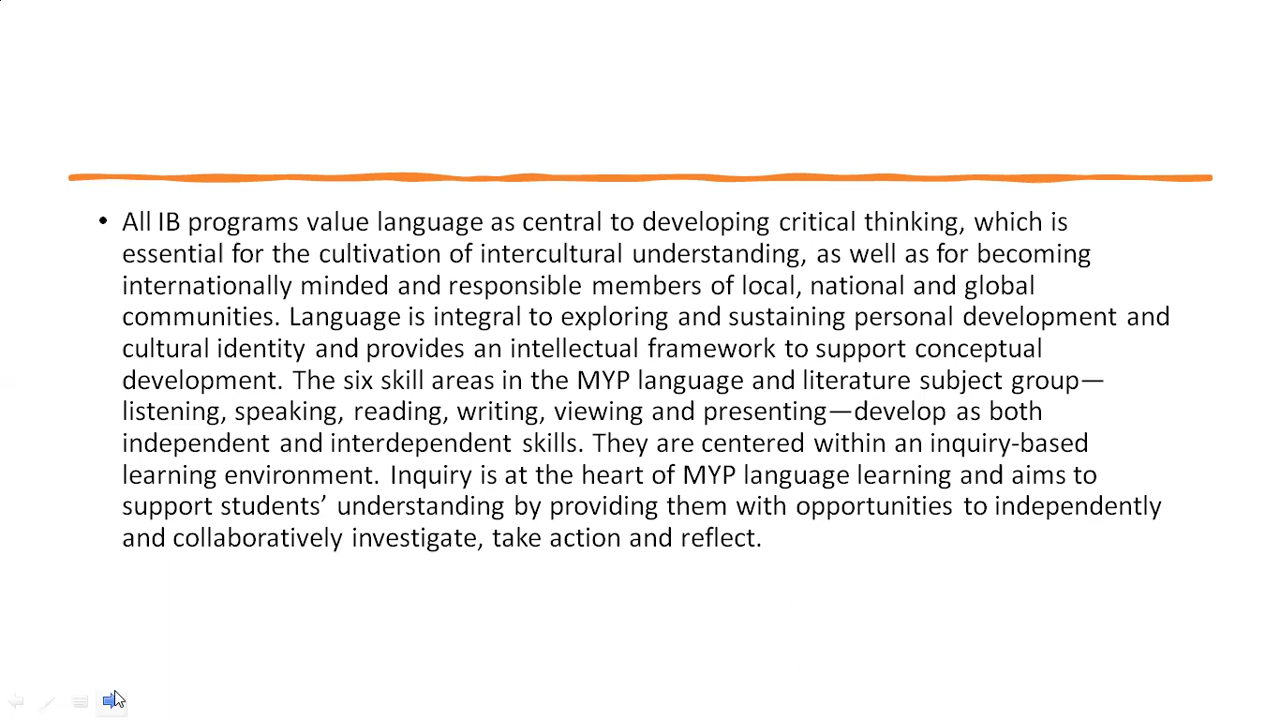 • All IB programs value language as central to developing critical thinking, which is
essential for the cultivation of intercultural understanding, as well as for becoming
internationally minded and responsible members of local, national and global
communities. Language is integral to exploring and sustaining personal development and
cultural identity and provides an intellectual framework to support conceptual
development. The six skill areas in the MYP language and literature subject group—
listening, speaking, reading, writing, viewing and presenting—develop as both
independent and interdependent skills. They are centered within an inquiry-based
learning environment. Inquiry is at the heart of MYP language learning and aims to
support students’ understanding by providing them with opportunities to independently
and collaboratively investigate, take action and reflect.